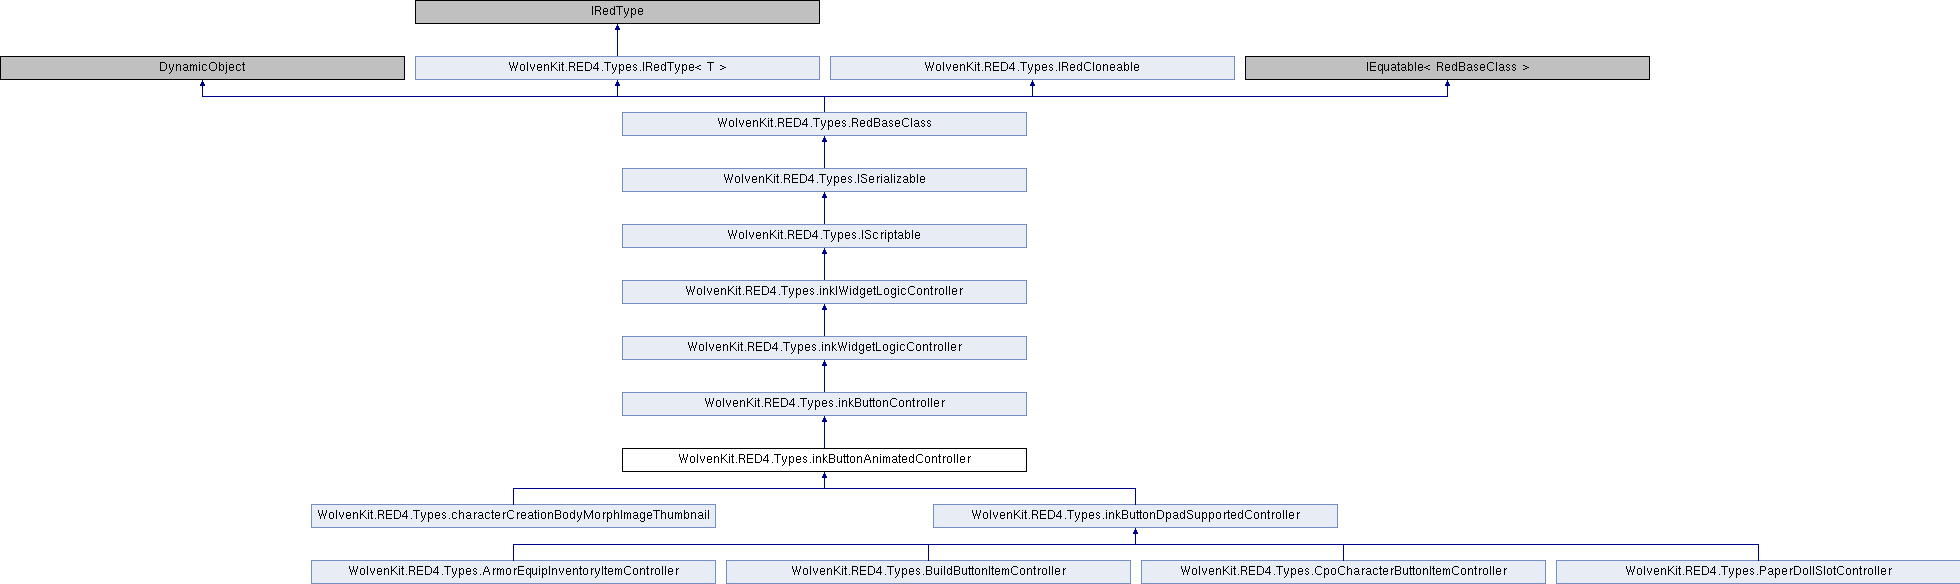 IRedType
DynamicObject
WolvenKit.RED4.Types.IRedType< T >
WolvenKit.RED4.Types.IRedCloneable
IEquatable< RedBaseClass >
WolvenKit.RED4.Types.RedBaseClass
WolvenKit.RED4.Types.ISerializable
WolvenKit.RED4.Types.IScriptable
WolvenKit.RED4.Types.inkIWidgetLogicController
WolvenKit.RED4.Types.inkWidgetLogicController
WolvenKit.RED4.Types.inkButtonController
WolvenKit.RED4.Types.inkButtonAnimatedController
WolvenKit.RED4.Types.characterCreationBodyMorphImageThumbnail
WolvenKit.RED4.Types.inkButtonDpadSupportedController
WolvenKit.RED4.Types.ArmorEquipInventoryItemController
WolvenKit.RED4.Types.BuildButtonItemController
WolvenKit.RED4.Types.CpoCharacterButtonItemController
WolvenKit.RED4.Types.PaperDollSlotController